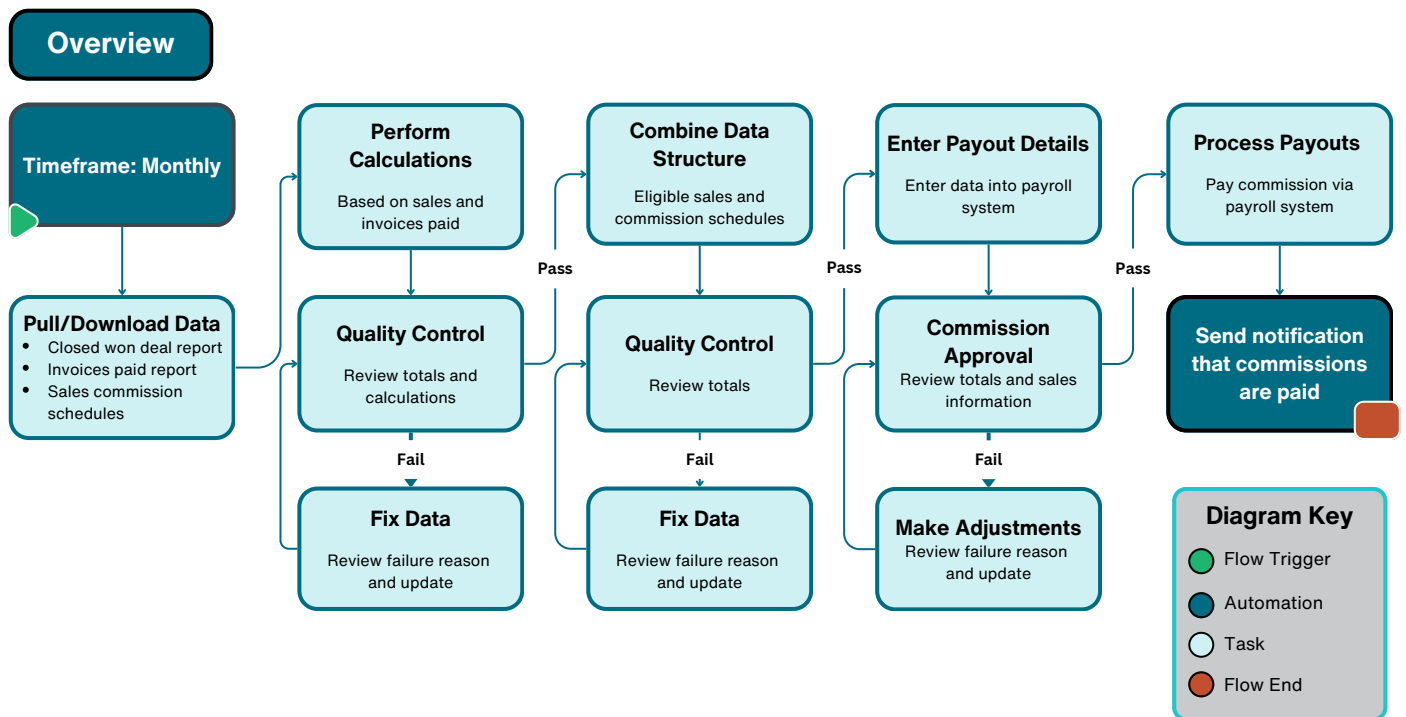 Overview
Timeframe: Monthly
Pull/Download Data
• Closed won deal report
• Invoices paid report
• Sales commission
schedules
Perform
Calculations
Based on sales and
invoices paid
Quality Control
Review totals and
calculations
Fail
Fix Data
Review failure reason
and update
Pass
Combine Data
Structure
Eligible sales and
commission schedules
Quality Control
Review totals
Fail
Fix Data
Review failure reason
and update
Pass
Enter Payout Details
Enter data into payroll
system
Commission
Approval
Review totals and sales
information
Fail
Make Adjustments
Review failure reason
and update
Pass
Process Payouts
Pay commission via
payroll system
Send notification
that commissions
are paid
Diagram Key
Flow Trigger
Automation
Task
Flow End